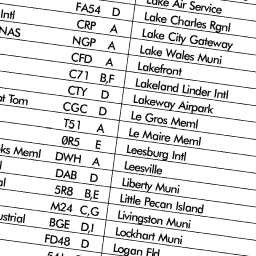 Lake Air Service
FA54 D Lake Charles Rgnl
Intl CRP A Lake City Gateway
NAS NGP A Lake Wales Muni
CFD A Lakefront
C71 B,F Lakeland Linder Intl
CTY D Lakeway Airpark
Tom CGC D Le Gros Meml
T51 A Le Maire Meml
0R5 E Leesburg Intl
Meml DWH A Leesville
DAB D Liberty Muni
5R8 B,E Little Pecan Island
M24 C,G Livingston Muni
BGE D,I Lockhart Muni
FD48 D Logan Fld